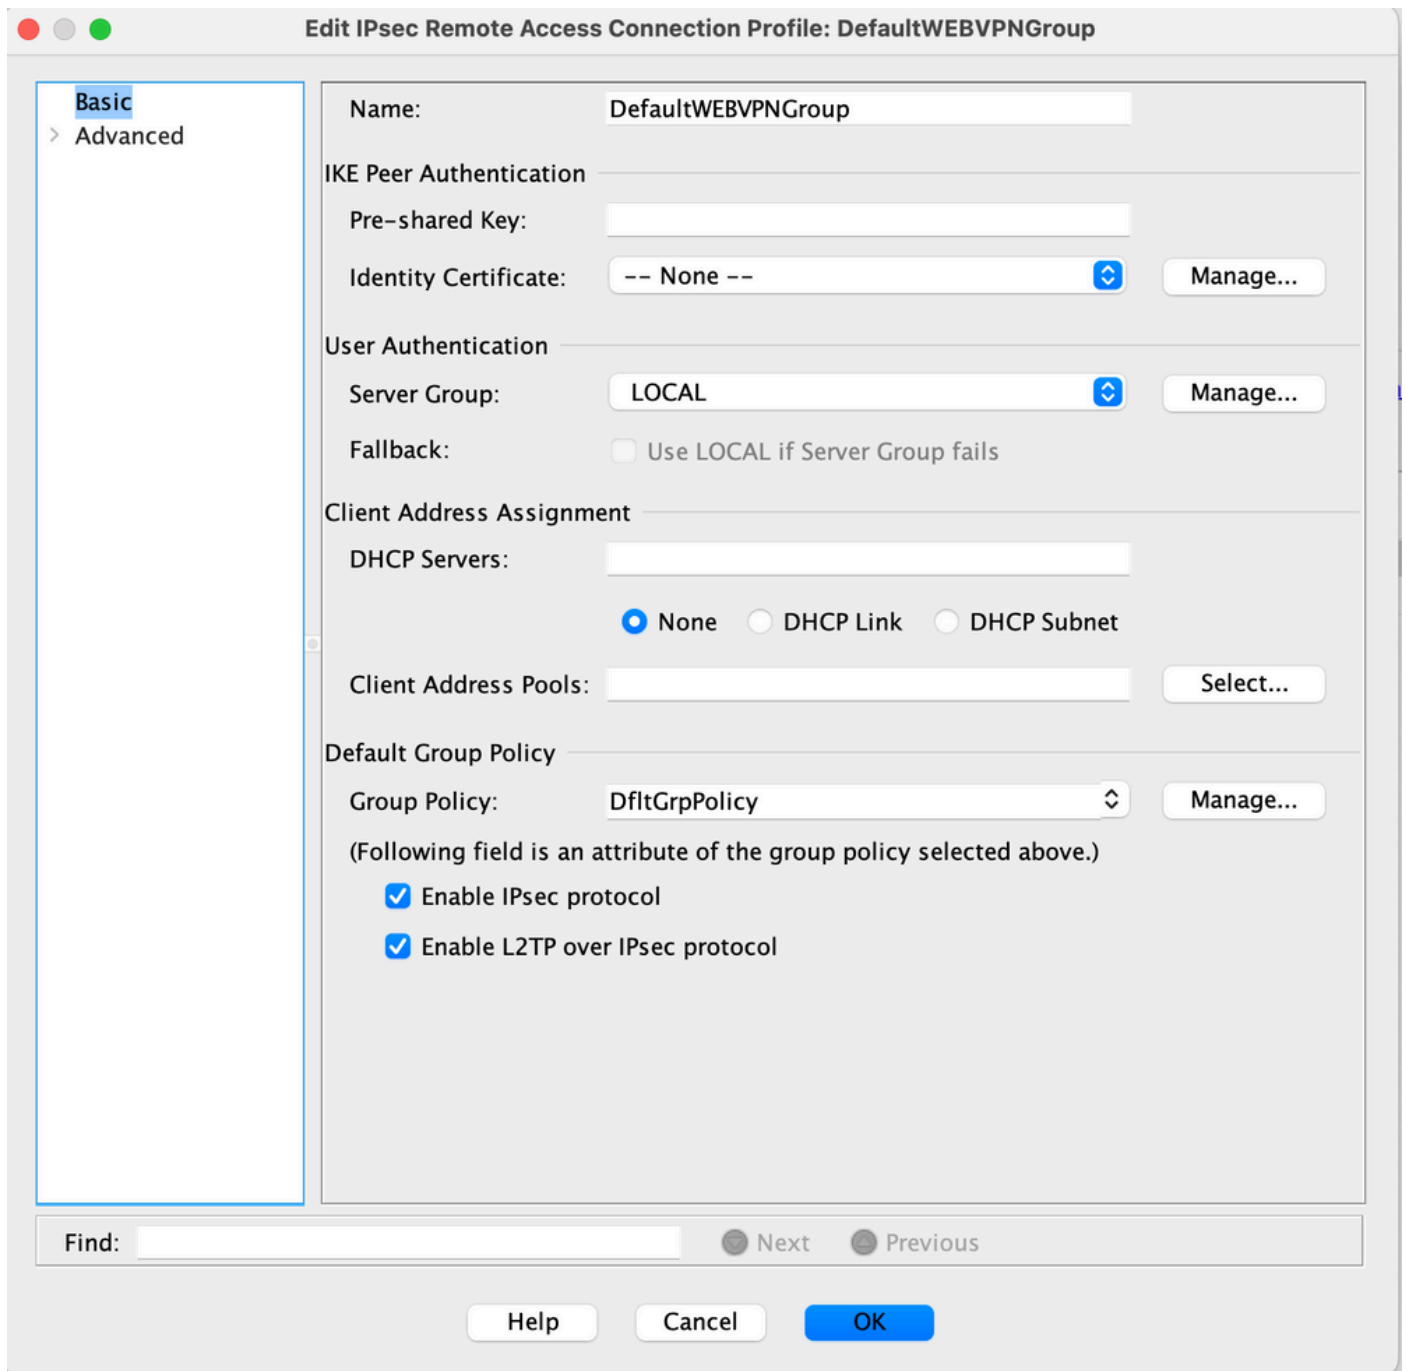 Edit IPsec Remote Access Connection Profile: DefaultWEBVPNGroup
Basic
Advanced
Name: DefaultWEBVPNGroup
IKE Peer Authentication
Pre-shared Key:
Identity Certificate: -- None -- Manage...
User Authentication
Server Group: LOCAL Manage...
Fallback: Use LOCAL if Server Group fails
Client Address Assignment
DHCP Servers:
None DHCP Link DHCP Subnet
Client Address Pools: Select...
Default Group Policy
Group Policy: DfltGrpPolicy Manage...
(Following field is an attribute of the group policy selected above.)
Enable IPsec protocol
Enable L2TP over IPsec protocol
Find: Next Previous
Help Cancel OK